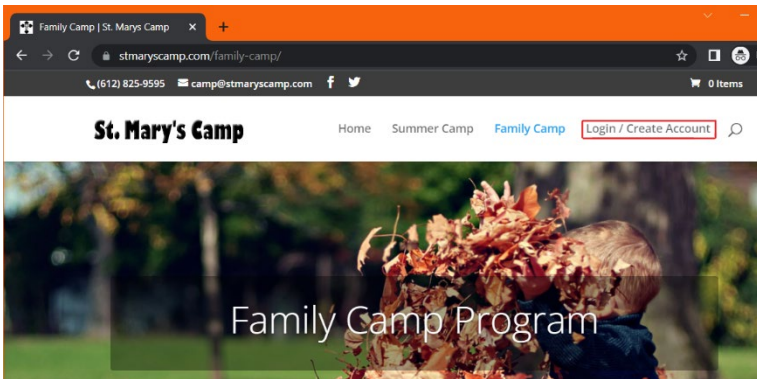 Family Camp | St. Marys Camp
stmaryscamp.com/family-camp/
(612) 825-9595 camp@stmaryscamp.com 0 Items
St. Mary's Camp Home Summer Camp Family Camp Login / Create Account
Family Camp Program